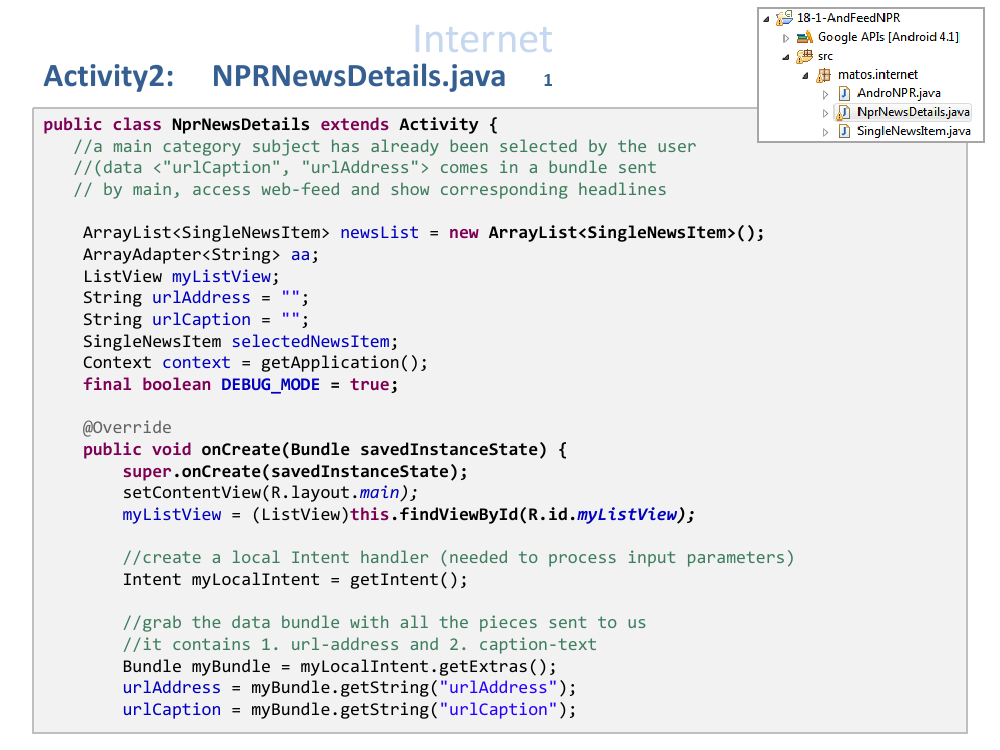 Internet
Activity2: NPRNewsDetails.java 1
18-1-AndFeedNPR
Google APIs [Android 4.1]
src
matos.internet
AndroNPR.java
NprNewsDetails.java
SingleNewsItem.java
public class NprNewsDetails extends Activity {
//a main category subject has already been selected by the user
//(data <"urlCaption", "urlAddress"> comes in a bundle sent
// by main, access web-feed and show corresponding headlines
ArrayList<SingleNewsItem> newsList = new ArrayList<SingleNewsItem>();
ArrayAdapter<String> aa;
ListView myListView;
String urlAddress = "";
String urlCaption = "";
SingleNewsItem selectedNewsItem;
Context context = getApplication();
final boolean DEBUG_MODE = true;
@Override
public void onCreate(Bundle savedInstanceState) {
super.onCreate(savedInstanceState);
setContentView(R.layout.main);
myListView = (ListView)this.findViewById(R.id.myListView);
//create a local Intent handler (needed to process input parameters)
Intent myLocalIntent = getIntent();
//grab the data bundle with all the pieces sent to us
//it contains 1. url-address and 2. caption-text
Bundle myBundle = myLocalIntent.getExtras();
urlAddress = myBundle.getString("urlAddress");
urlCaption = myBundle.getString("urlCaption");